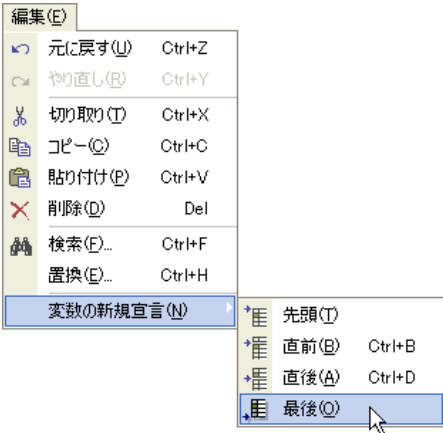 編集(E)
元に戻す(U) Ctrl+Z
やり直し(R) Ctrl+Y
切り取り(T) Ctrl+X
コピー(C) Ctrl+C
貼り付け(P) Ctrl+V
削除(D) Del
検索(F)... Ctrl+F
置換(E)... Ctrl+H
変数の新規宣言(N)
先頭(T)
直前(B) Ctrl+B
直後(A) Ctrl+D
最後(O)